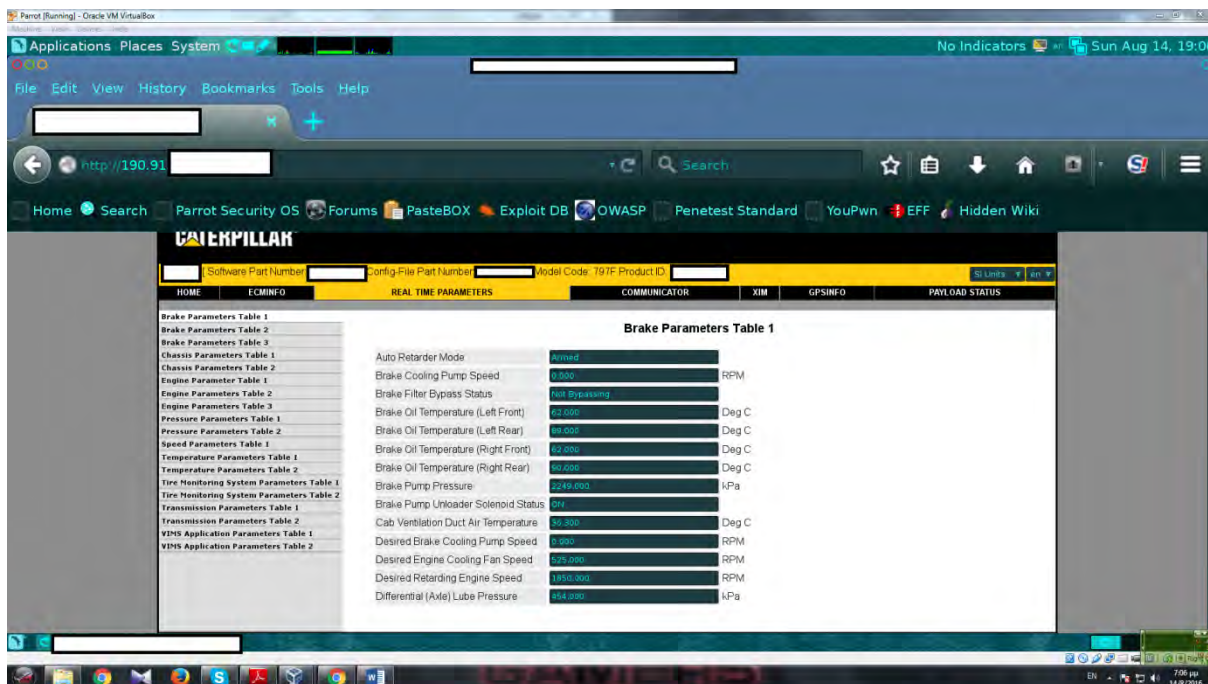 Parrot [Running] - Oracle VM VirtualBox
Applications Places System
No Indicators
Sun Aug 14, 19:0
File Edit View History Bookmarks Tools Help
http://190.91
Search
Home Search Parrot Security OS Forums PasteBOX Exploit DB OWASP Penetest Standard YouPwn EFF Hidden Wiki
CATERPILLAR
[ Software Part Number: Config-File Part Number: Model Code: 797F Product ID:
SI Units en
HOME ECMINFO REAL TIME PARAMETERS COMMUNICATOR XIM GPSINFO PAYLOAD STATUS
Brake Parameters Table 1
Brake Parameters Table 2
Brake Parameters Table 3
Chassis Parameters Table 1
Chassis Parameters Table 2
Engine Parameter Table 1
Engine Parameters Table 2
Engine Parameters Table 3
Pressure Parameters Table 1
Pressure Parameters Table 2
Speed Parameters Table 1
Temperature Parameters Table 1
Temperature Parameters Table 2
Tire Monitoring System Parameters Table 1
Tire Monitoring System Parameters Table 2
Transmission Parameters Table 1
Transmission Parameters Table 2
VIMS Application Parameters Table 1
VIMS Application Parameters Table 2
Brake Parameters Table 1
Auto Retarder Mode Armed
Brake Cooling Pump Speed 0.000 RPM
Brake Filter Bypass Status Not Bypassing
Brake Oil Temperature (Left Front) 62.000 Deg C
Brake Oil Temperature (Left Rear) 69.000 Deg C
Brake Oil Temperature (Right Front) 62.000 Deg C
Brake Oil Temperature (Right Rear) Deg C
Brake Pump Pressure 2249.000 kPa
Brake Pump Unloader Solenoid Status ON
Cab Ventilation Duct Air Temperature Deg C
Desired Brake Cooling Pump Speed 0.000 RPM
Desired Engine Cooling Fan Speed 525.000 RPM
Desired Retarding Engine Speed 1850.000 RPM
Differential (Axle) Lube Pressure 454.000 kPa
EN
7:06 μμ
14/8/2016